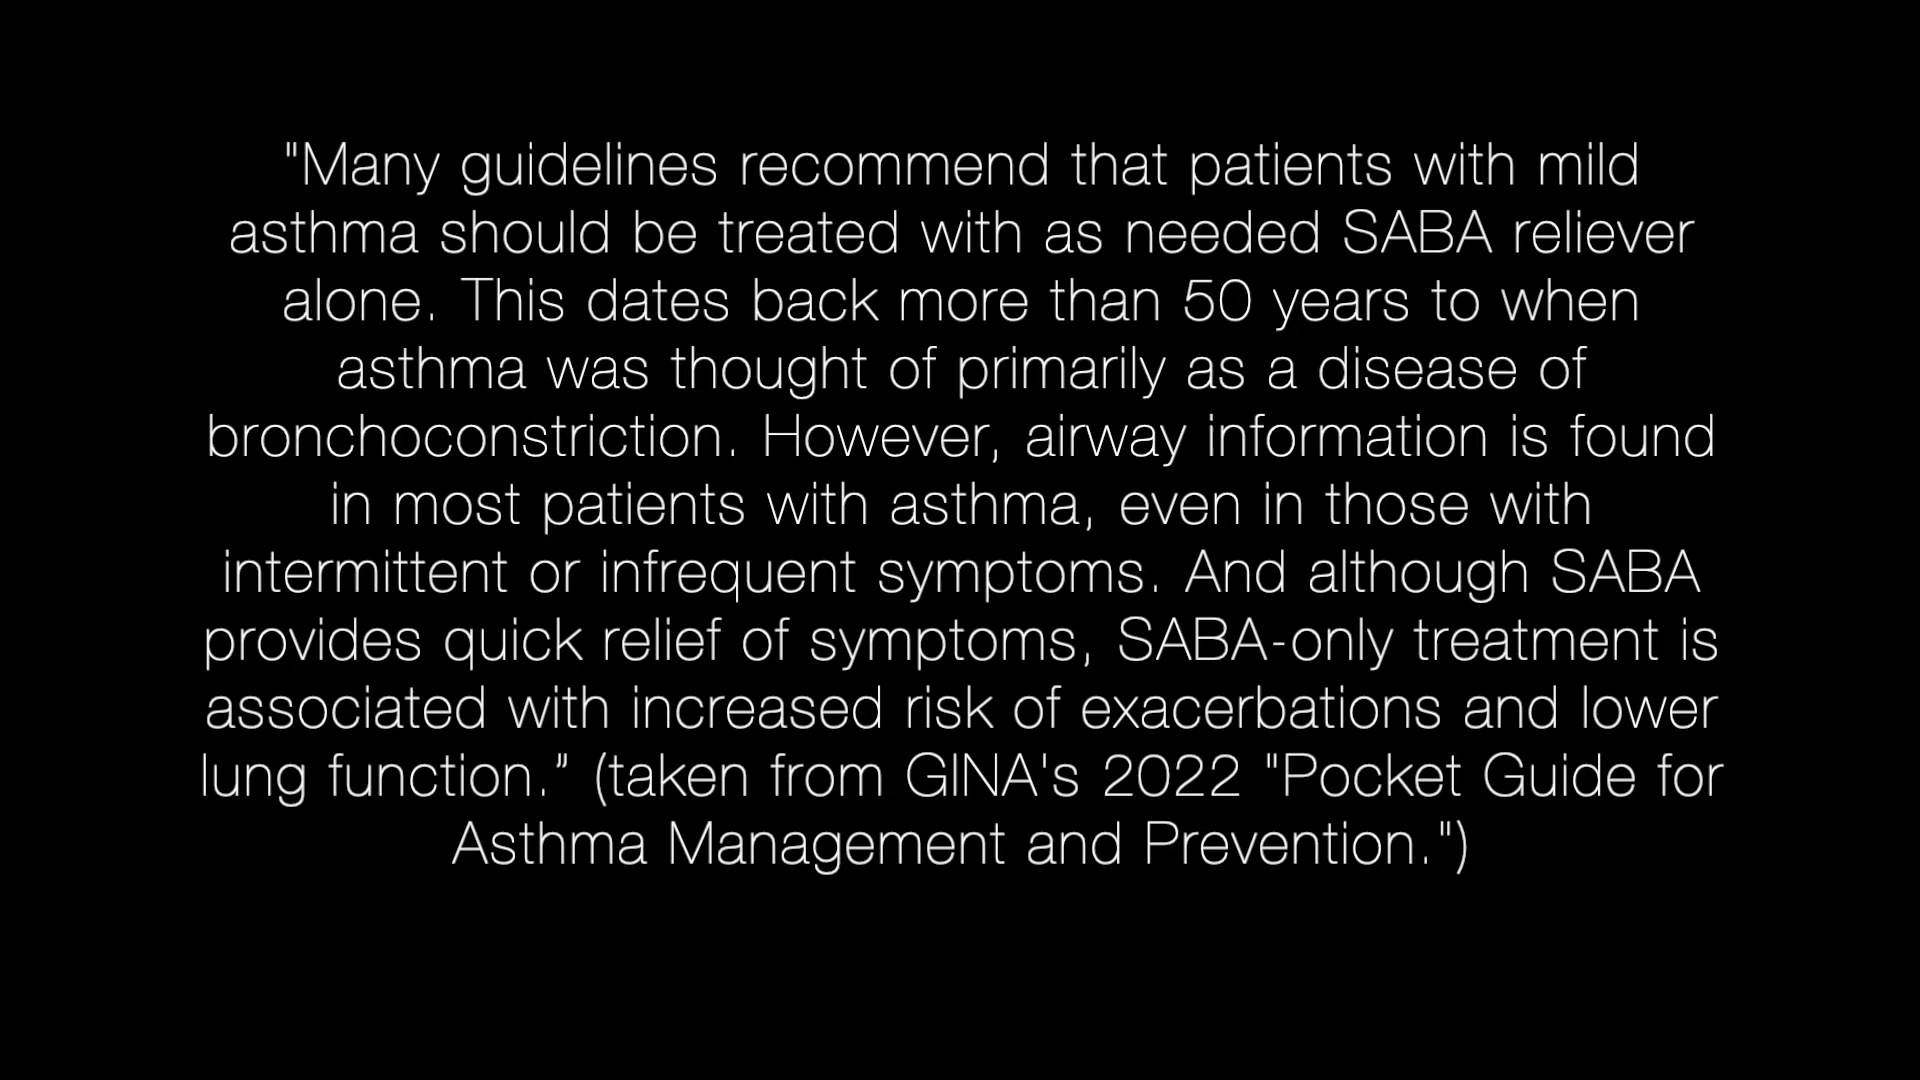 "Many guidelines recommend that patients with mild
asthma should be treated with as needed SABA reliever
alone. This dates back more than 50 years to when
asthma was thought of primarily as a disease of
bronchoconstriction. However, airway information is found
in most patients with asthma, even in those with
intermittent or infrequent symptoms. And although SABA
provides quick relief of symptoms, SABA-only treatment is
associated with increased risk of exacerbations and lower
lung function.” (taken from GINA's 2022 "Pocket Guide for
Asthma Management and Prevention.")